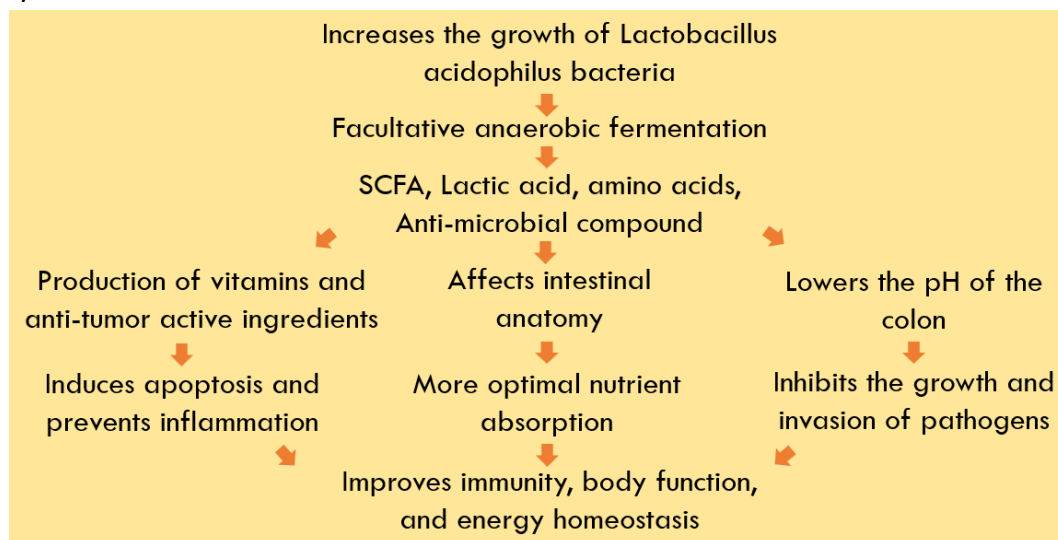 Increases the growth of Lactobacillus
acidophilus bacteria
Facultative anaerobic fermentation
SCFA, Lactic acid, amino acids,
Anti-microbial compound
Production of vitamins and
anti-tumor active ingredients
Induces apoptosis and
prevents inflammation
Affects intestinal
anatomy
More optimal nutrient
absorption
Lowers the pH of the
colon
Inhibits the growth and
invasion of pathogens
Improves immunity, body function,
and energy homeostasis